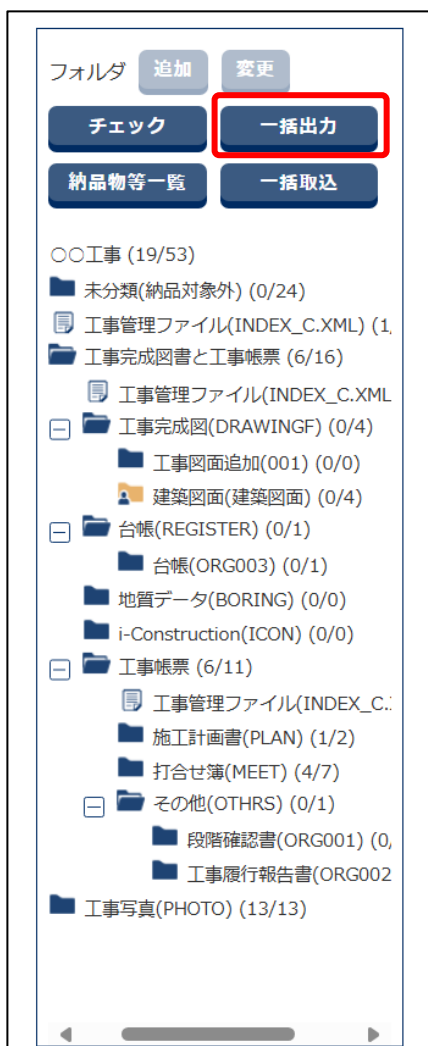 フォルダ 追加 変更
チェック 一括出力
納品物等一覧 一括取込
○○工事 (19/53)
未分類(納品対象外) (0/24)
工事管理ファイル(INDEX_C.XML) (1,
工事完成図書と工事帳票 (6/16)
工事管理ファイル(INDEX_C.XML
工事完成図(DRAWINGF) (0/4)
工事図面追加(001) (0/0)
建築図面(建築図面) (0/4)
台帳(REGISTER) (0/1)
台帳(ORG003) (0/1)
地質データ(BORING) (0/0)
i-Construction(ICON) (0/0)
工事帳票 (6/11)
工事管理ファイル(INDEX_C.
施工計画書(PLAN) (1/2)
打合せ簿(MEET) (4/7)
その他(OTHRS) (0/1)
段階確認書(ORG001) (0,
工事履行報告書(ORG002
工事写真(PHOTO) (13/13)